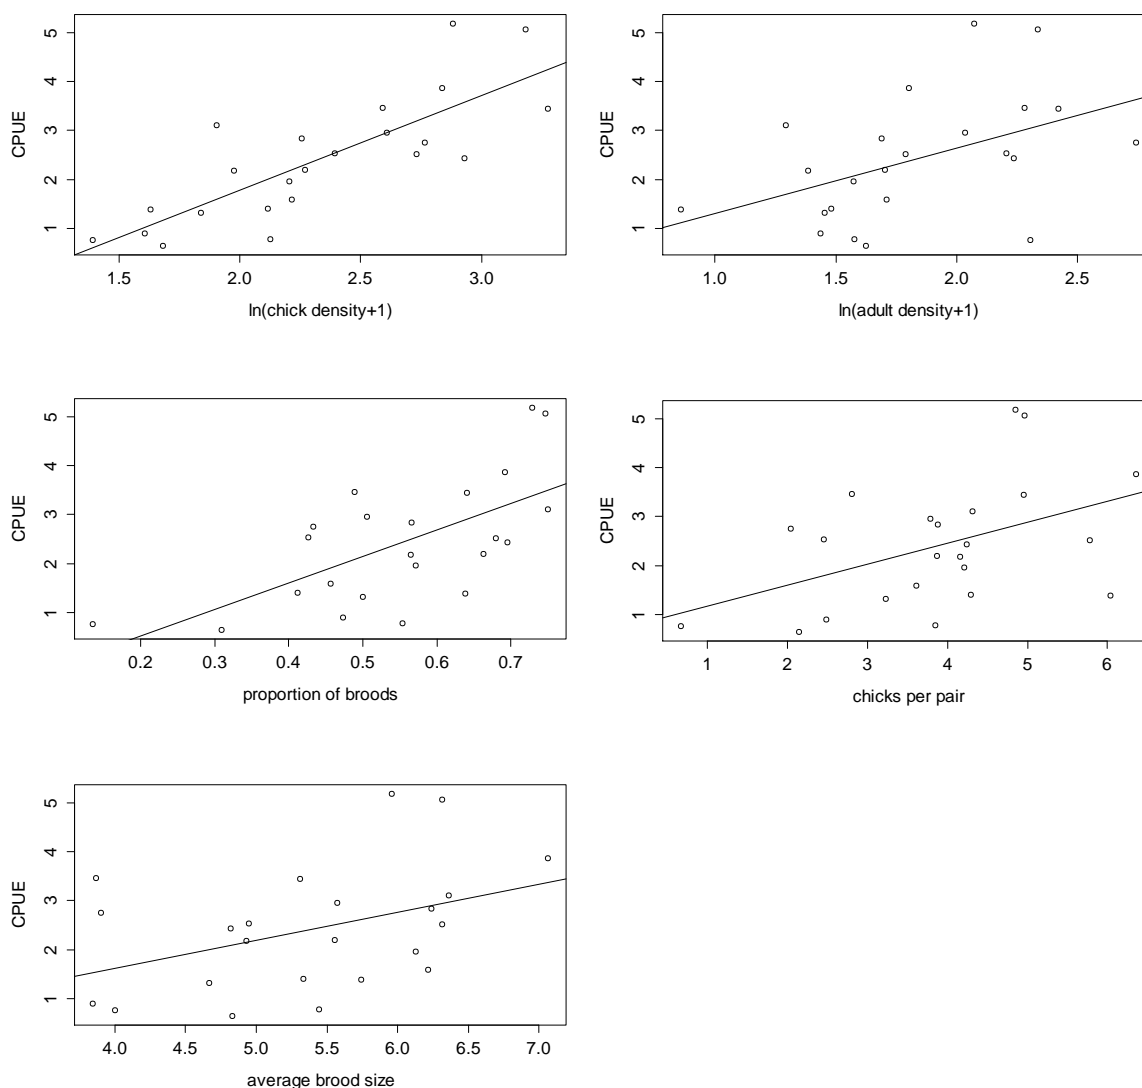 CPUE
5
4
3
2
1
1.5 2.0 2.5 3.0
ln(chick density+1)
CPUE
5
4
3
2
1
1.0 1.5 2.0 2.5
ln(adult density+1)
CPUE
5
4
3
2
1
0.2 0.3 0.4 0.5 0.6 0.7
proportion of broods
CPUE
5
4
3
2
1
1 2 3 4 5 6
chicks per pair
CPUE
5
4
3
2
1
4.0 4.5 5.0 5.5 6.0 6.5 7.0
average brood size